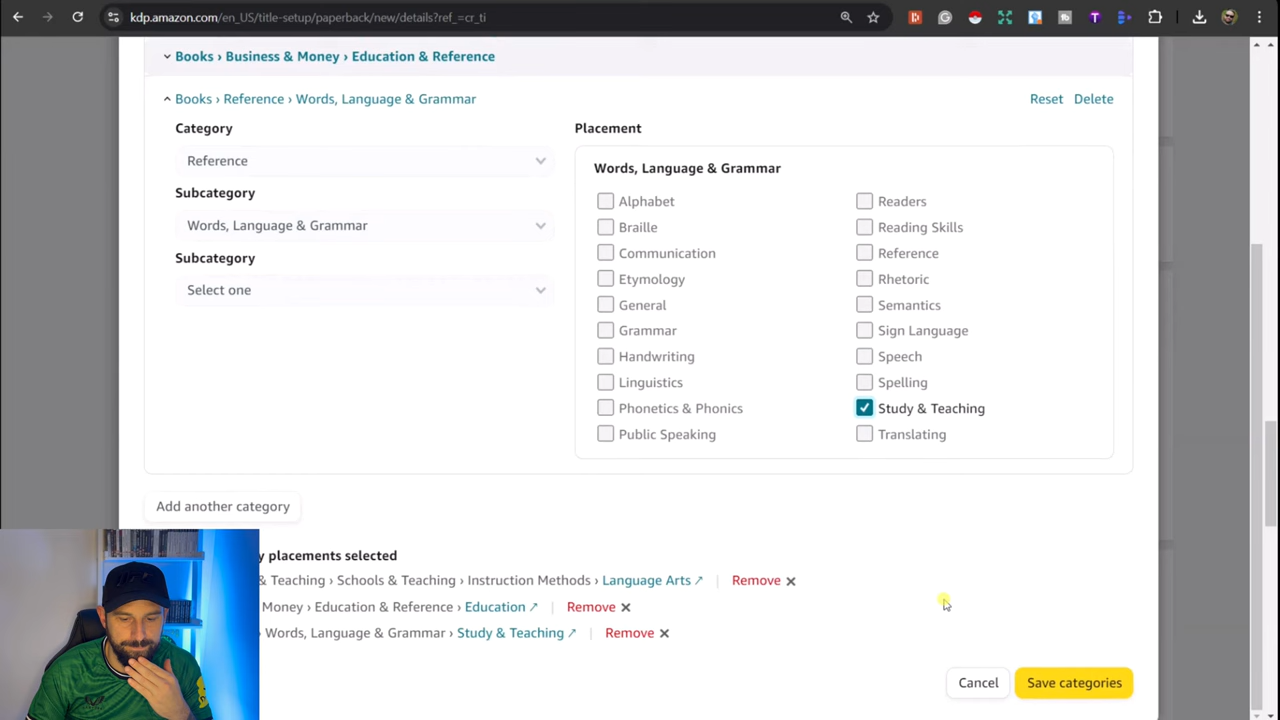 kdp.amazon.com/en_US/title-setup/paperback/new/details?ref_=cr_ti
Books › Business & Money › Education & Reference
Books › Reference › Words, Language & Grammar
Reset
Delete
Category
Reference
Subcategory
Words, Language & Grammar
Subcategory
Select one
Placement
Words, Language & Grammar
Alphabet
Braille
Communication
Etymology
General
Grammar
Handwriting
Linguistics
Phonetics & Phonics
Public Speaking
Readers
Reading Skills
Reference
Rhetoric
Semantics
Sign Language
Speech
Spelling
Study & Teaching
Translating
Add another category
y placements selected
& Teaching › Schools & Teaching › Instruction Methods › Language Arts | Remove
Money › Education & Reference › Education | Remove
› Words, Language & Grammar › Study & Teaching | Remove
Cancel
Save categories